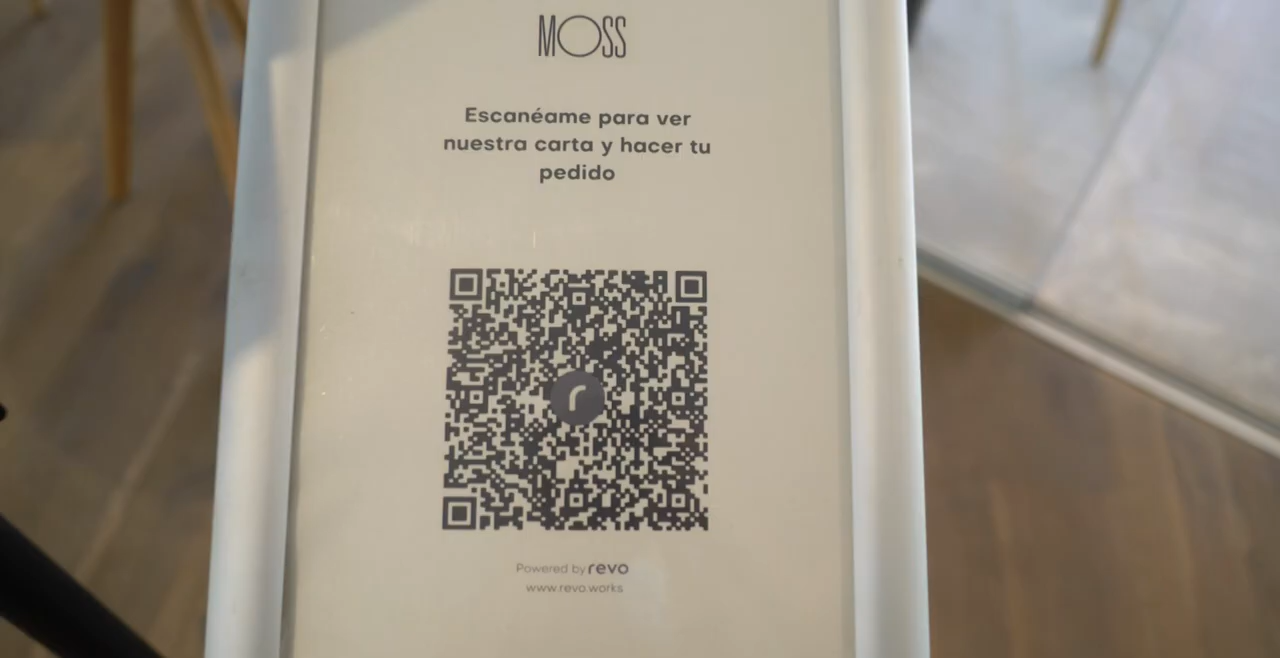 MOSS
Escanéame para ver
nuestra carta y hacer tu
pedido
r
Powered by revo
www.revo.works